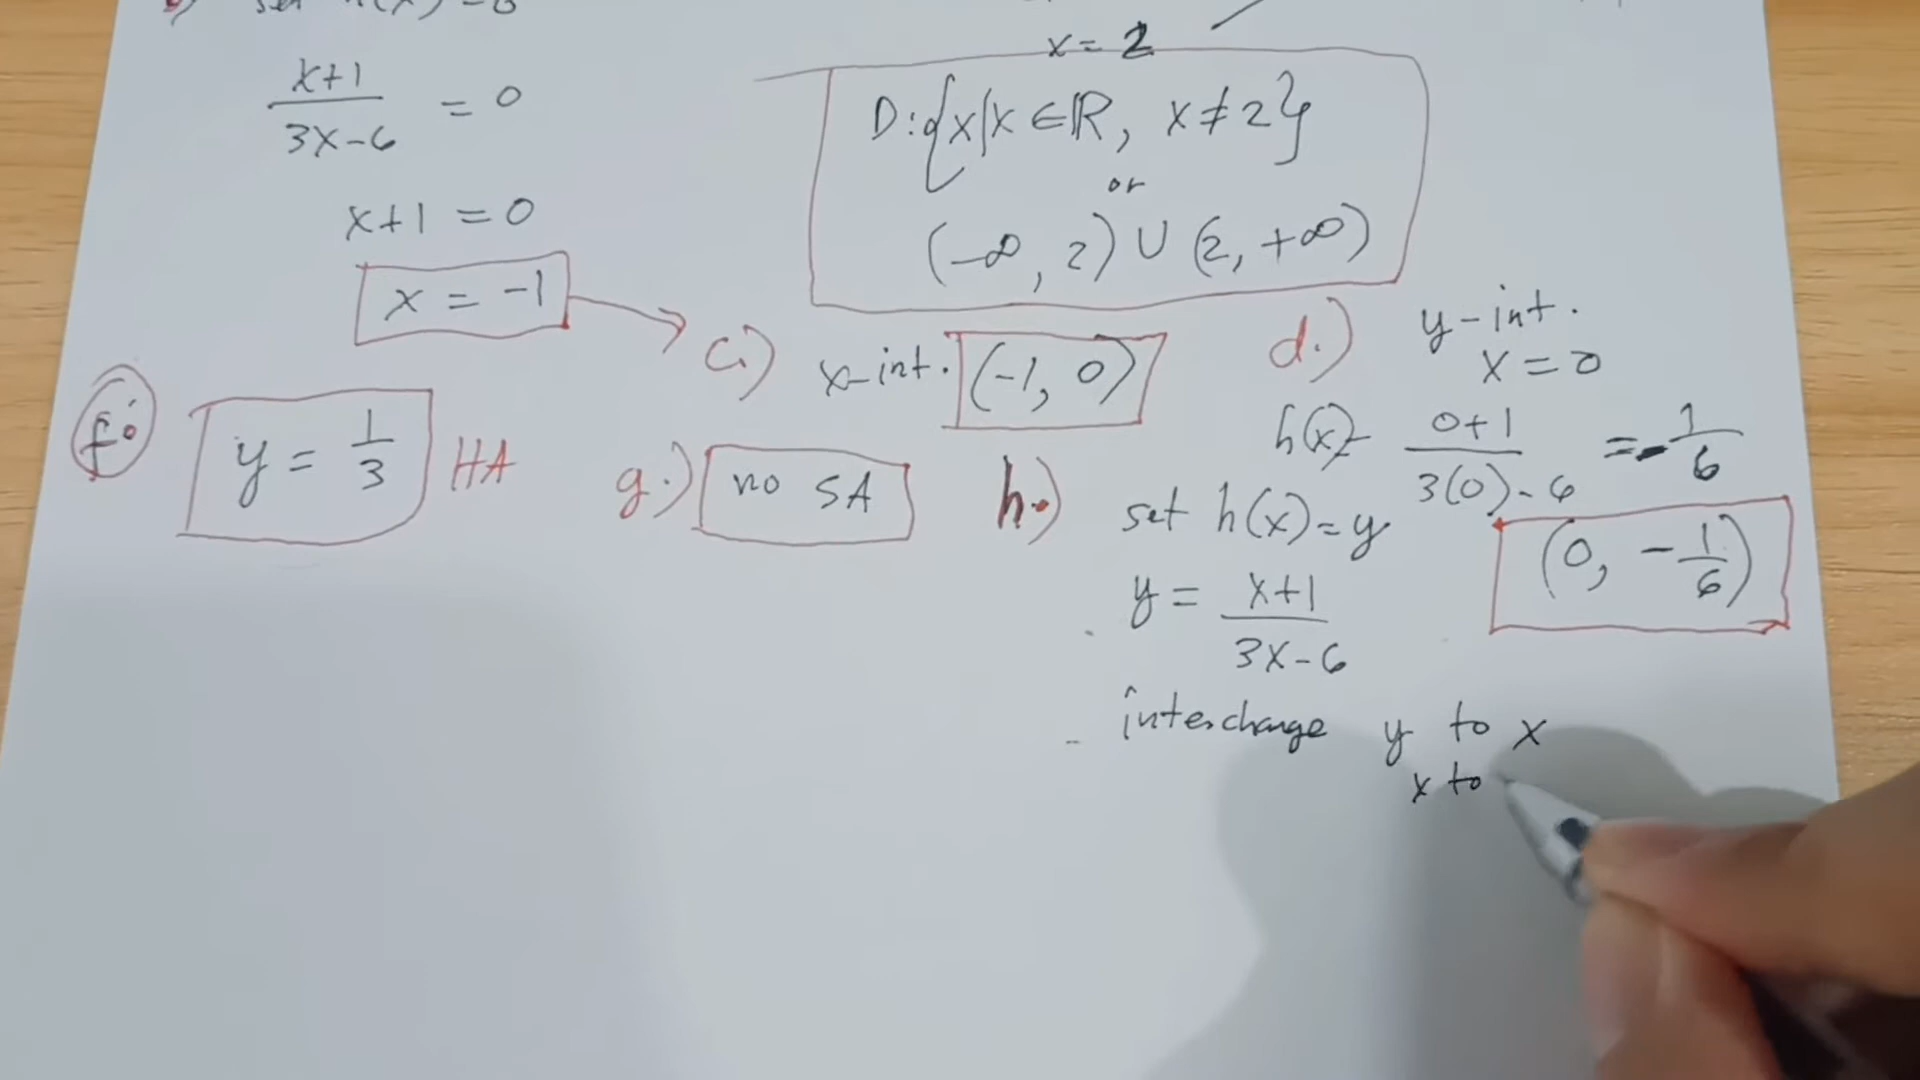 set h(x) = 0
x+1
3x-6
= 0
x+1 = 0
x = -1
x = 2
D: {x|x ∈ ℝ, x ≠ 2}
or
(-∞, 2) ∪ (2, +∞)
c.) x-int. (-1, 0)
d.) y-int.
x = 0
h(x) = 0+1
3(0)-6
= - 1
6
(0, -1/6)
f. y = 1/3 HA
g.) no SA
h.) set h(x) = y
y = x+1
3x-6
interchange y to x
x to